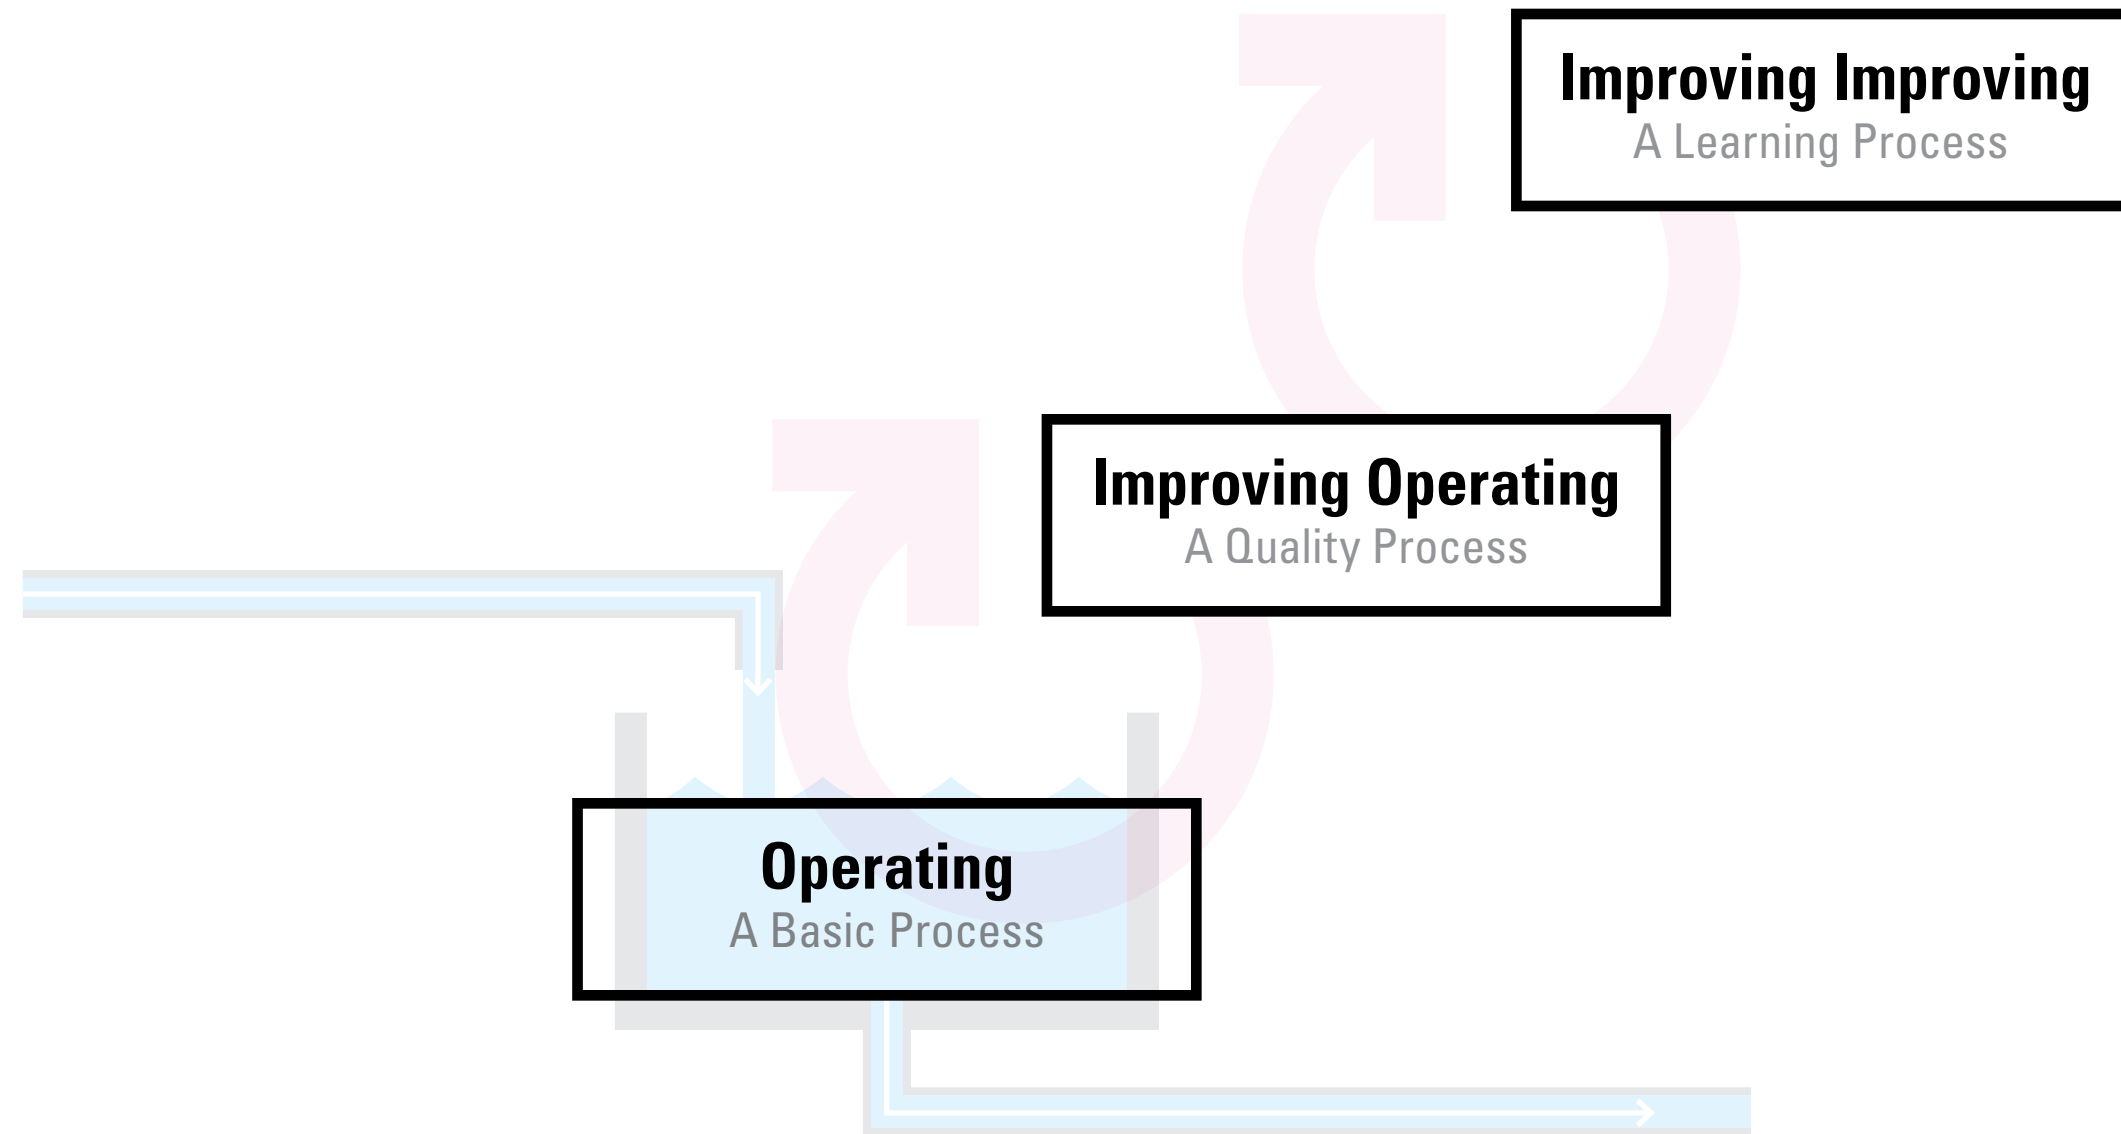 Improving Improving
A Learning Process
Improving Operating
A Quality Process
Operating
A Basic Process